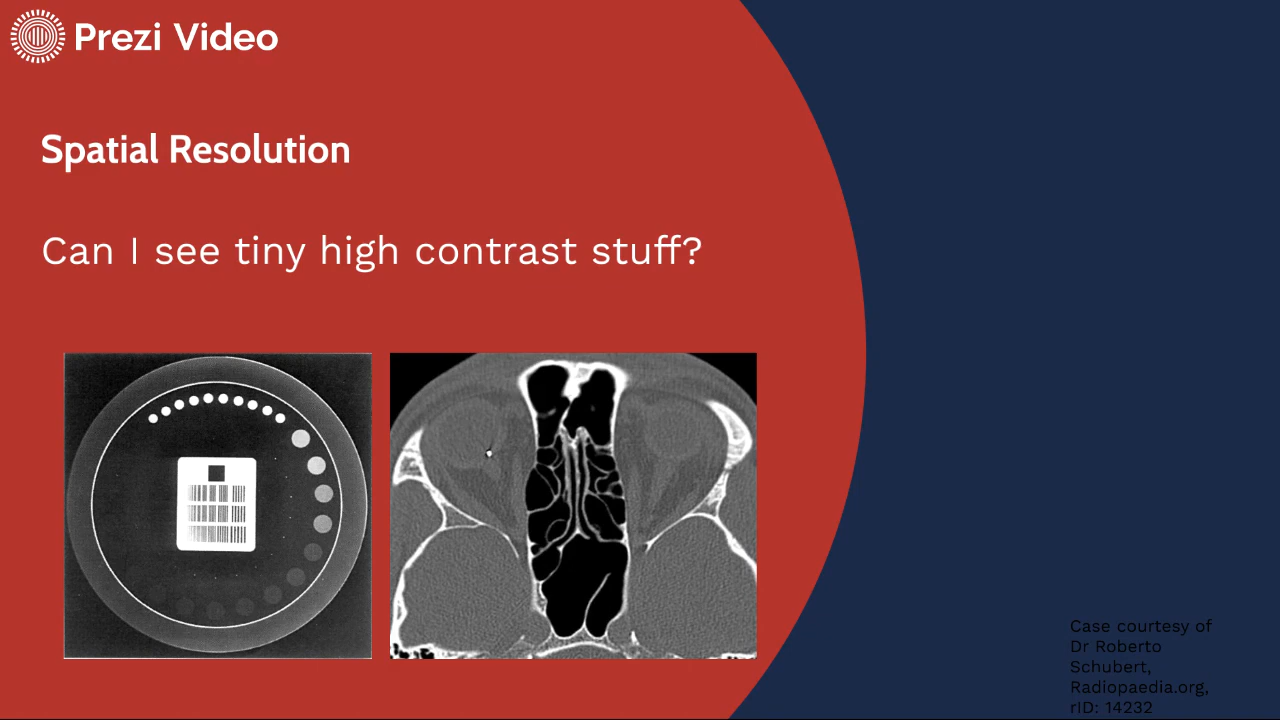 Prezi Video
Spatial Resolution
Can I see tiny high contrast stuff?
Case courtesy of
Dr Roberto
Schubert,
Radiopaedia.org,
rID: 14232